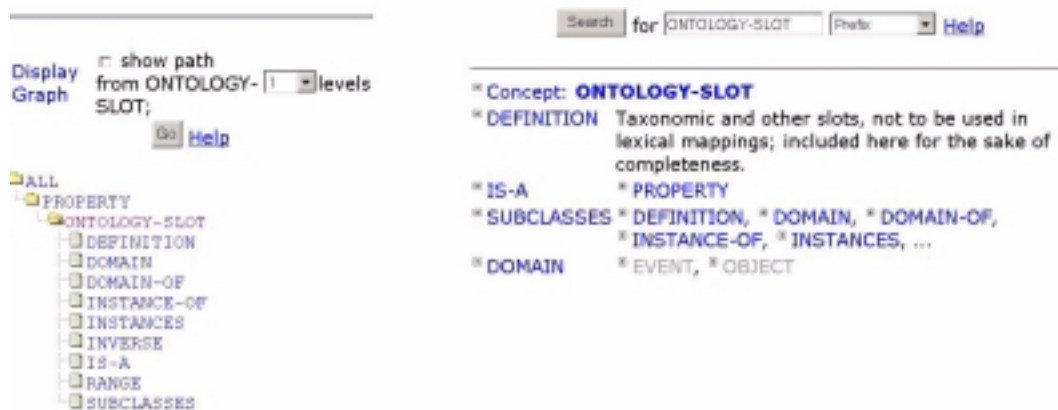 Display Graph
show path
from ONTOLOGY- 1 levels
SLOT;
Go Help
ALL
PROPERTY
ONTOLOGY-SLOT
DEFINITION
DOMAIN
DOMAIN-OF
INSTANCE-OF
INSTANCES
INVERSE
IS-A
RANGE
SUBCLASSES
Search for ONTOLOGY-SLOT Prefix Help
Concept: ONTOLOGY-SLOT
DEFINITION Taxonomic and other slots, not to be used in
lexical mappings; included here for the sake of
completeness.
IS-A PROPERTY
SUBCLASSES DEFINITION, DOMAIN, DOMAIN-OF,
INSTANCE-OF, INSTANCES, ...
DOMAIN EVENT, OBJECT